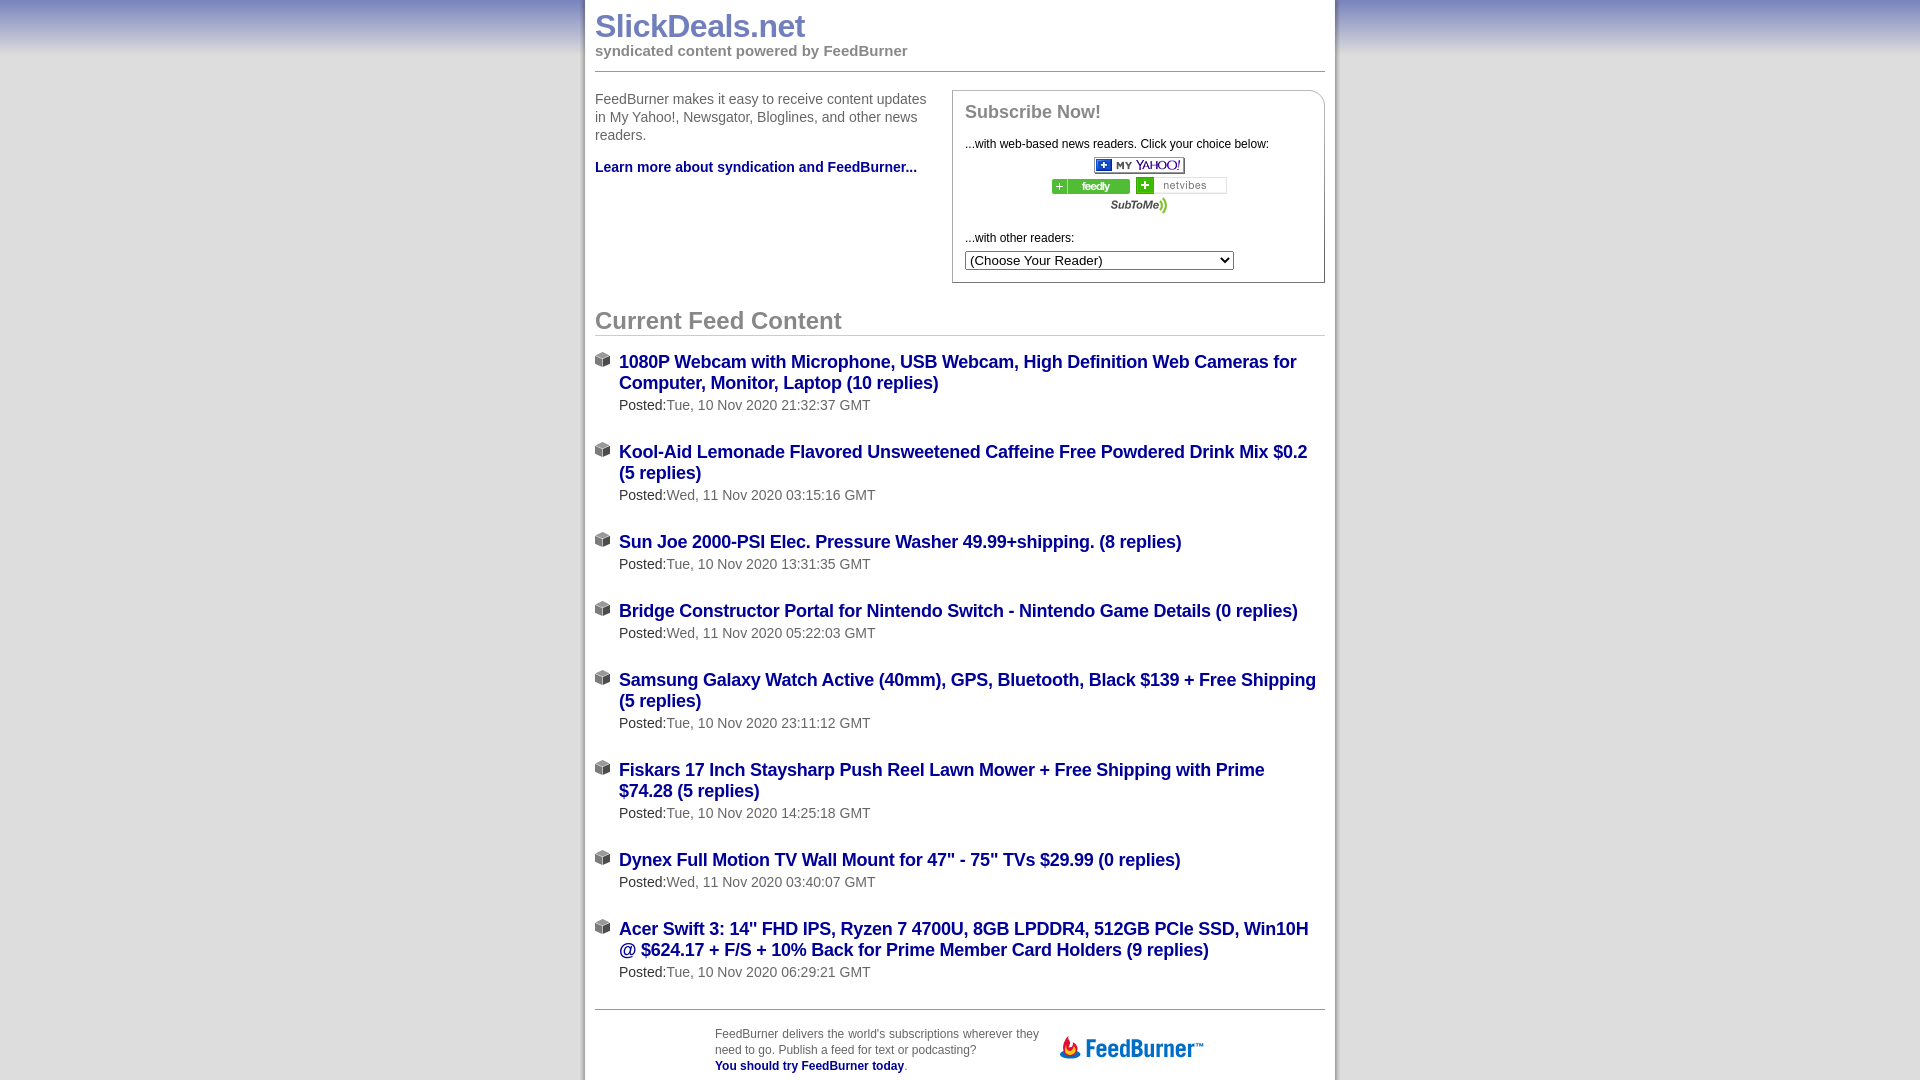 SlickDeals.net
syndicated content powered by FeedBurner
FeedBurner makes it easy to receive content updates
in My Yahoo!, Newsgator, Bloglines, and other news
readers.
Learn more about syndication and FeedBurner...
Subscribe Now!
...with web-based news readers. Click your choice below:
MY YAHOO!
feedly
netvibes
SubToMe
...with other readers:
(Choose Your Reader)
Current Feed Content
1080P Webcam with Microphone, USB Webcam, High Definition Web Cameras for
Computer, Monitor, Laptop (10 replies)
Posted:Tue, 10 Nov 2020 21:32:37 GMT
Kool-Aid Lemonade Flavored Unsweetened Caffeine Free Powdered Drink Mix $0.2
(5 replies)
Posted:Wed, 11 Nov 2020 03:15:16 GMT
Sun Joe 2000-PSI Elec. Pressure Washer 49.99+shipping. (8 replies)
Posted:Tue, 10 Nov 2020 13:31:35 GMT
Bridge Constructor Portal for Nintendo Switch - Nintendo Game Details (0 replies)
Posted:Wed, 11 Nov 2020 05:22:03 GMT
Samsung Galaxy Watch Active (40mm), GPS, Bluetooth, Black $139 + Free Shipping
(5 replies)
Posted:Tue, 10 Nov 2020 23:11:12 GMT
Fiskars 17 Inch Staysharp Push Reel Lawn Mower + Free Shipping with Prime
$74.28 (5 replies)
Posted:Tue, 10 Nov 2020 14:25:18 GMT
Dynex Full Motion TV Wall Mount for 47" - 75" TVs $29.99 (0 replies)
Posted:Wed, 11 Nov 2020 03:40:07 GMT
Acer Swift 3: 14'' FHD IPS, Ryzen 7 4700U, 8GB LPDDR4, 512GB PCIe SSD, Win10H
@ $624.17 + F/S + 10% Back for Prime Member Card Holders (9 replies)
Posted:Tue, 10 Nov 2020 06:29:21 GMT
FeedBurner delivers the world's subscriptions wherever they
need to go. Publish a feed for text or podcasting?
You should try FeedBurner today.
FeedBurner™